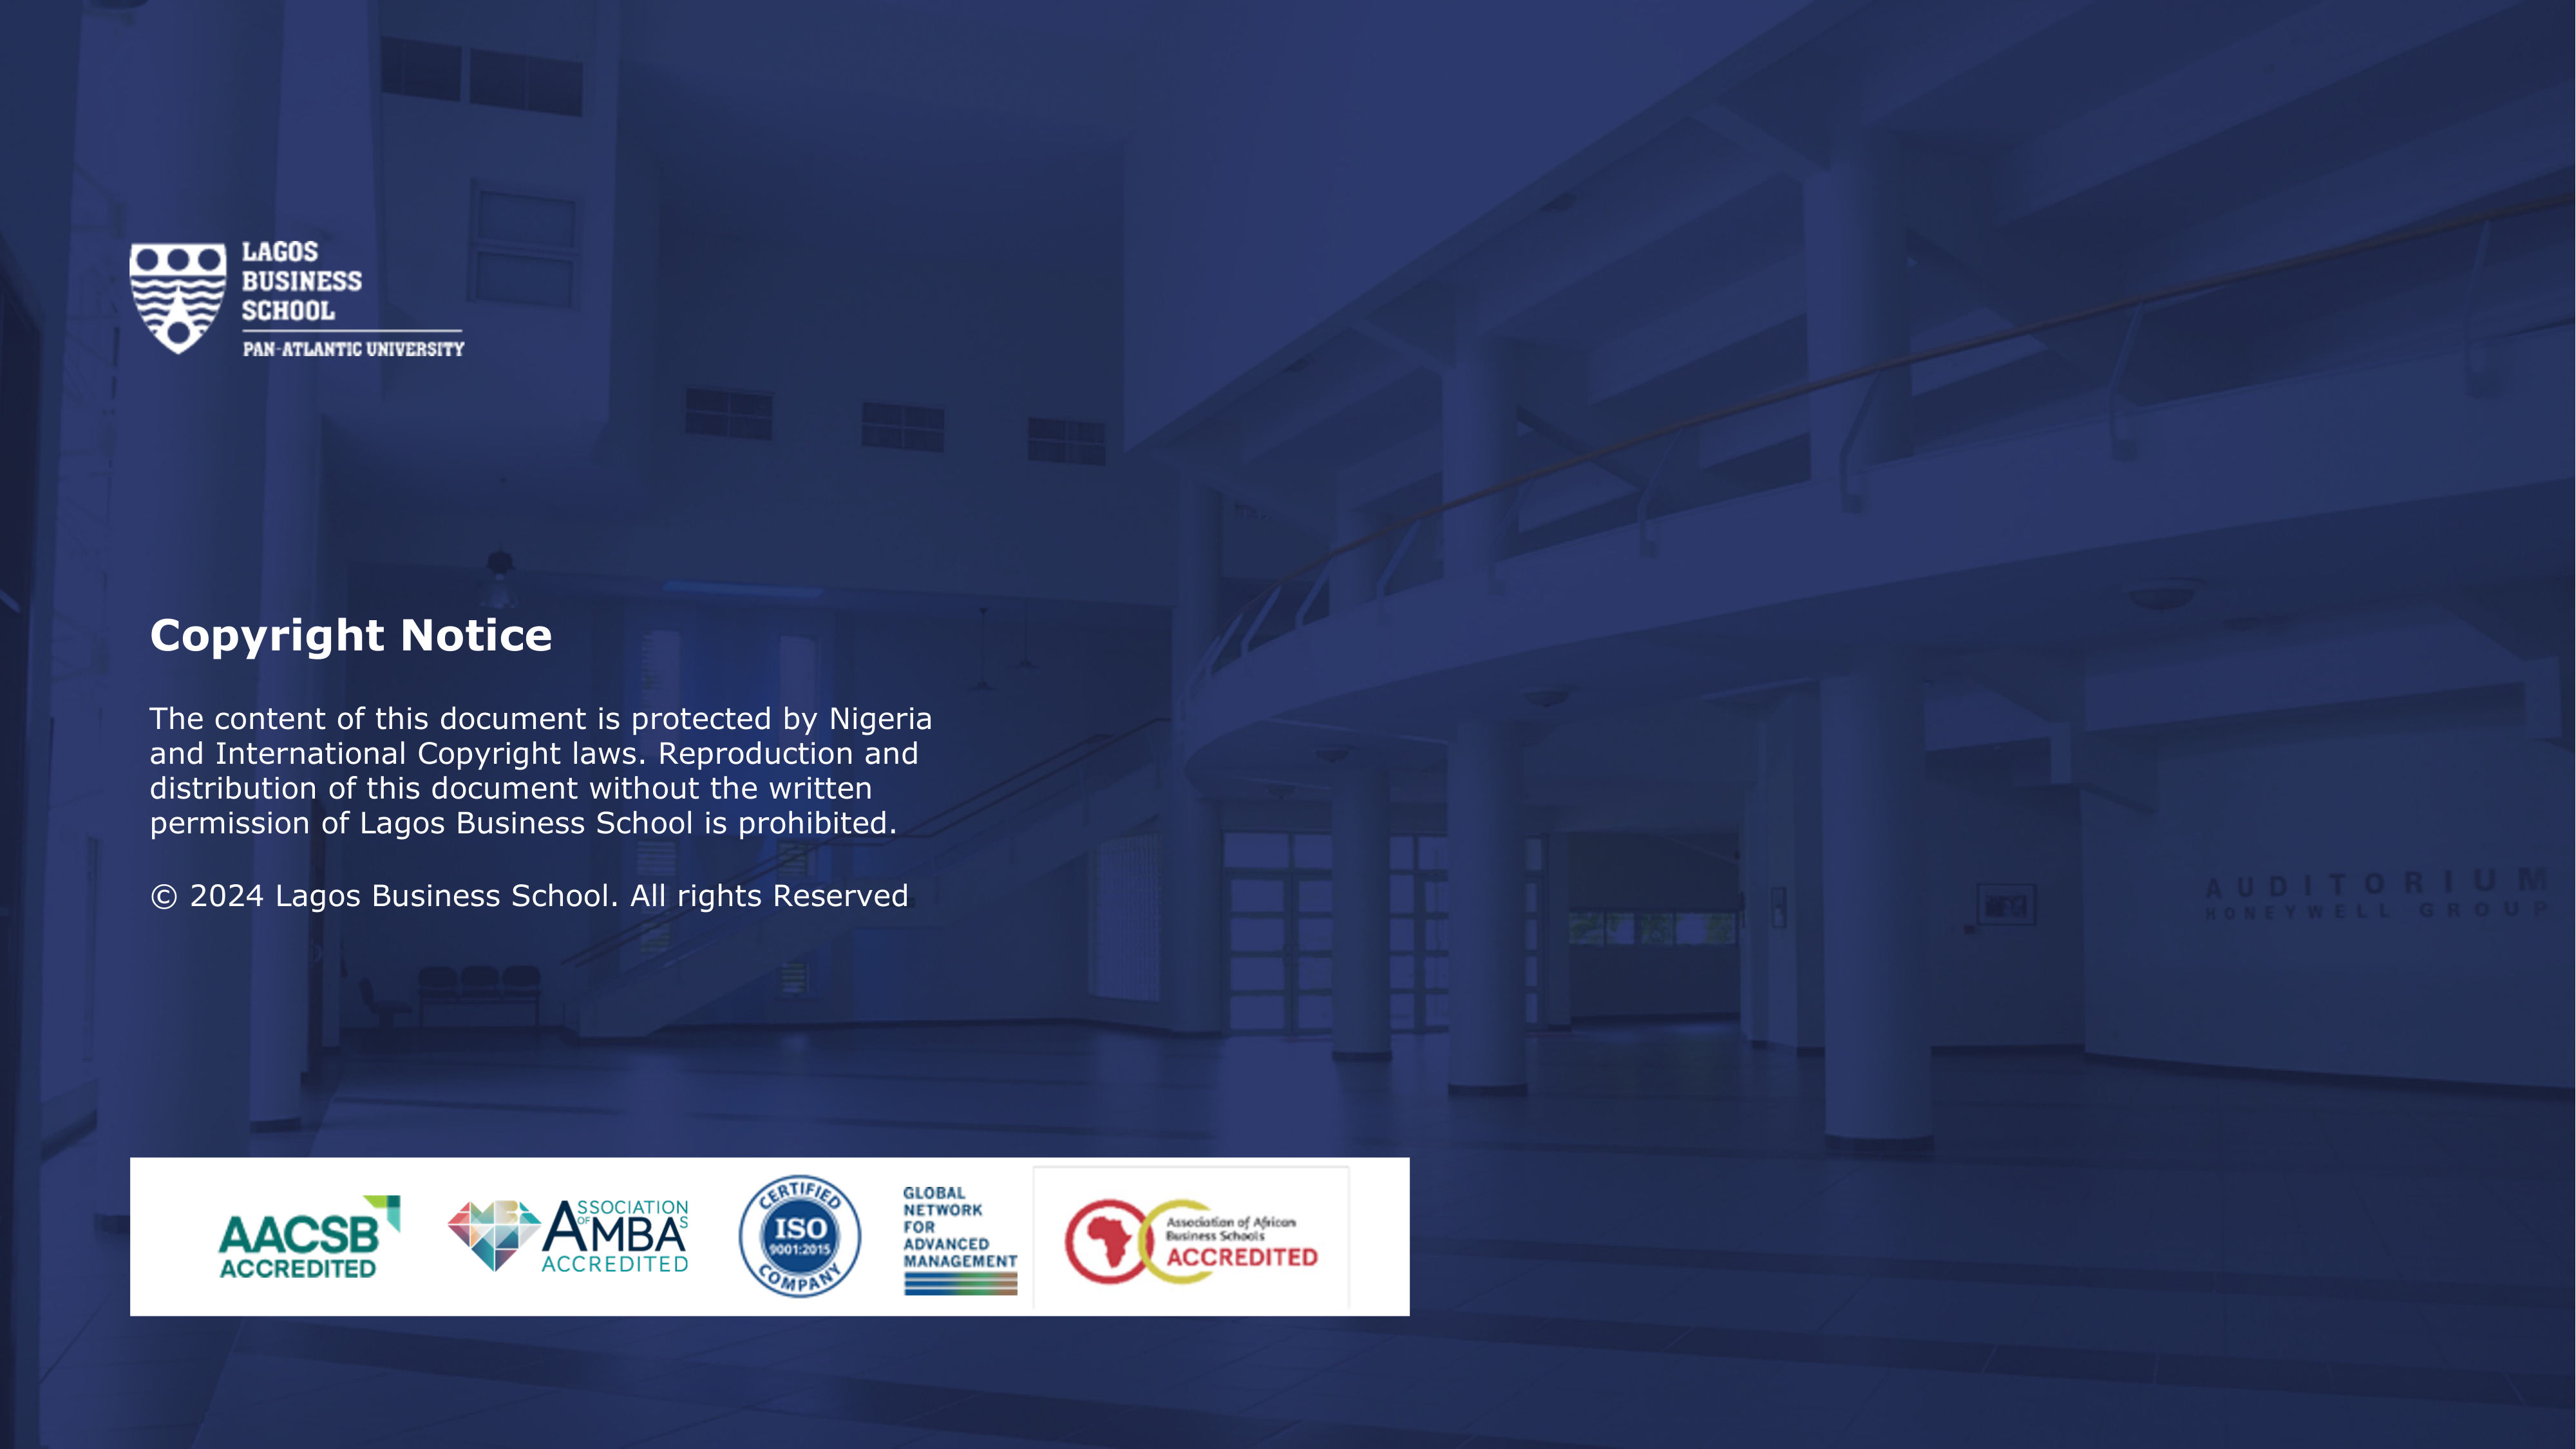 LAGOS
BUSINESS
SCHOOL
PAN-ATLANTIC UNIVERSITY
Copyright Notice
The content of this document is protected by Nigeria
and International Copyright laws. Reproduction and
distribution of this document without the written
permission of Lagos Business School is prohibited.
© 2024 Lagos Business School. All rights Reserved
AUDITORIUM
HONEYWELL GROUP
AACSB
ACCREDITED
ASSOCIATION
OF AMBAS
ACCREDITED
CERTIFIED
ISO
9001:2015
COMPANY
GLOBAL
NETWORK
FOR
ADVANCED
MANAGEMENT
Association of African
Business Schools
ACCREDITED